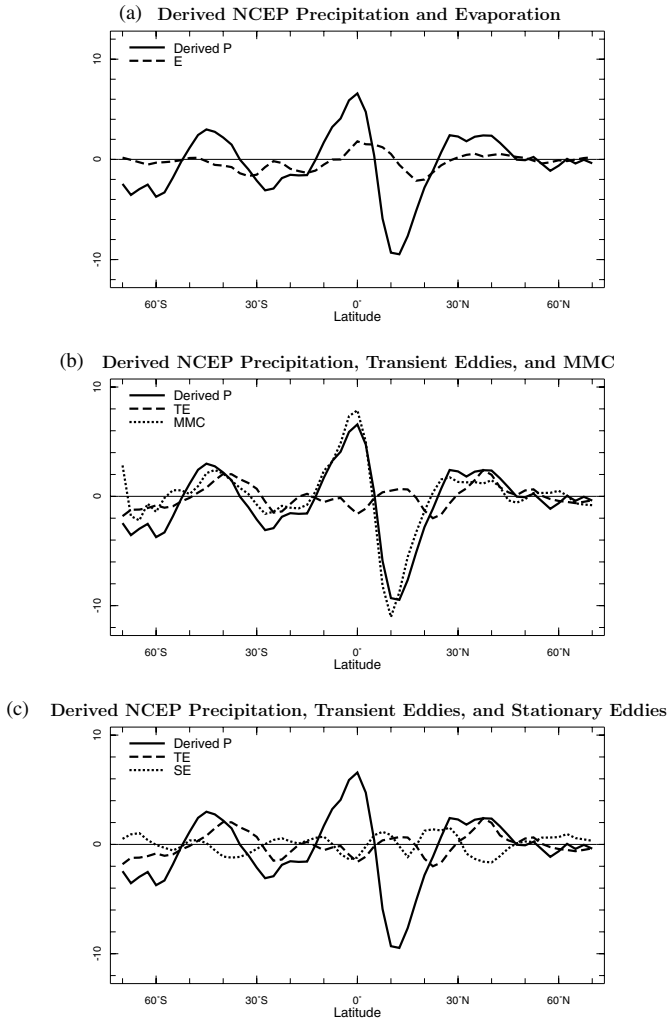 (a) Derived NCEP Precipitation and Evaporation
Derived P
E
10
0
-10
60°S 30°S 0° 30°N 60°N
Latitude
(b) Derived NCEP Precipitation, Transient Eddies, and MMC
Derived P
TE
MMC
10
0
-10
60°S 30°S 0° 30°N 60°N
Latitude
(c) Derived NCEP Precipitation, Transient Eddies, and Stationary Eddies
Derived P
TE
SE
10
0
-10
60°S 30°S 0° 30°N 60°N
Latitude